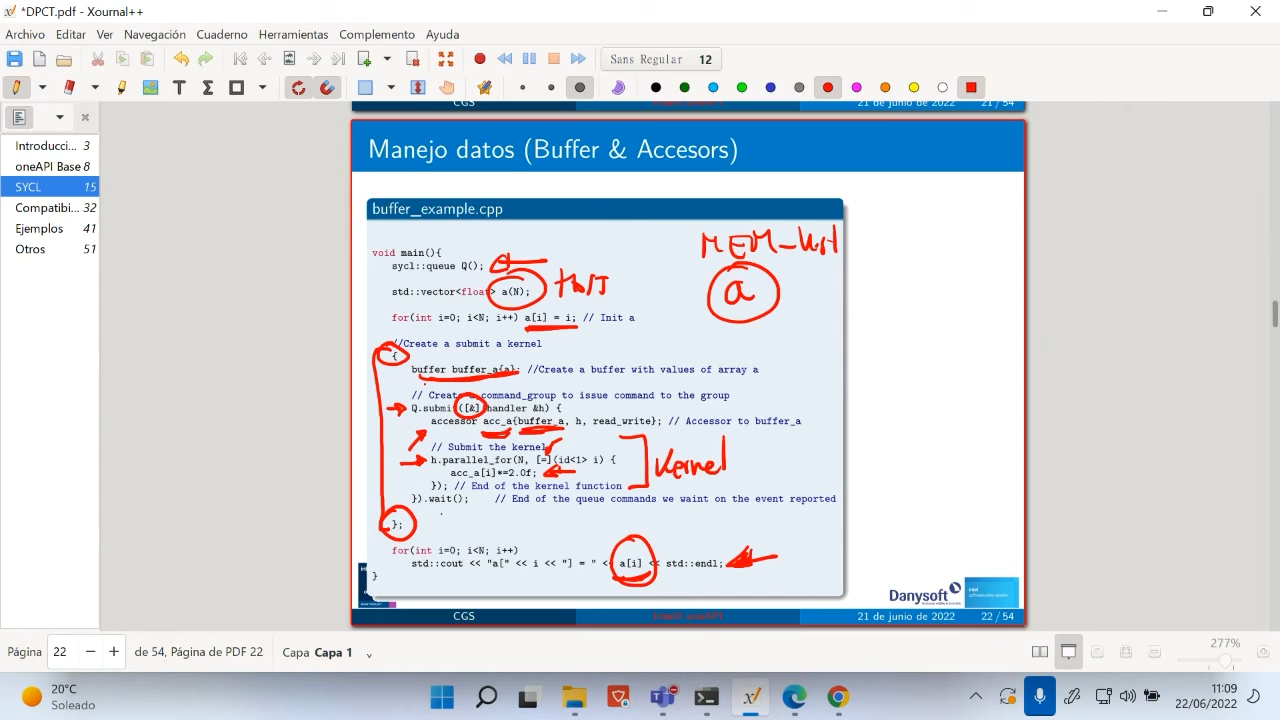 *DPCT.pdf - Xournal++
Archivo Editar Ver Navegación Cuaderno Herramientas Complemento Ayuda
Sans Regular 12
Introducci... 3
oneAPI Base 8
SYCL 15
Compatibi... 32
Ejemplos 41
Otros 51
CGS 21 de junio de 2022 21 / 54
Manejo datos (Buffer & Accesors)
buffer_example.cpp
void main(){
sycl::queue Q();
std::vector<float> a(N);
for(int i=0; i<N; i++) a[i] = i; // Init a
//Create a submit a kernel
{
buffer buffer_a{a}; //Create a buffer with values of array a
// Create a command_group to issue command to the group
Q.submit([&](handler &h) {
accessor acc_a{buffer_a, h, read_write}; // Accessor to buffer_a
// Submit the kernel
h.parallel_for(N, [=](id<1> i) {
acc_a[i]*=2.0f;
}); // End of the kernel function
}).wait(); // End of the queue commands we waint on the event reported
};
for(int i=0; i<N; i++)
std::cout << "a[" << i << "] = " << a[i] << std::endl;
}
a
Kernel
Danysoft
intel
CGS 21 de junio de 2022 22 / 54
Página 22 de 54, Página de PDF 22 Capa Capa 1 277%
20°C
Soleado
11:09
22/06/2022